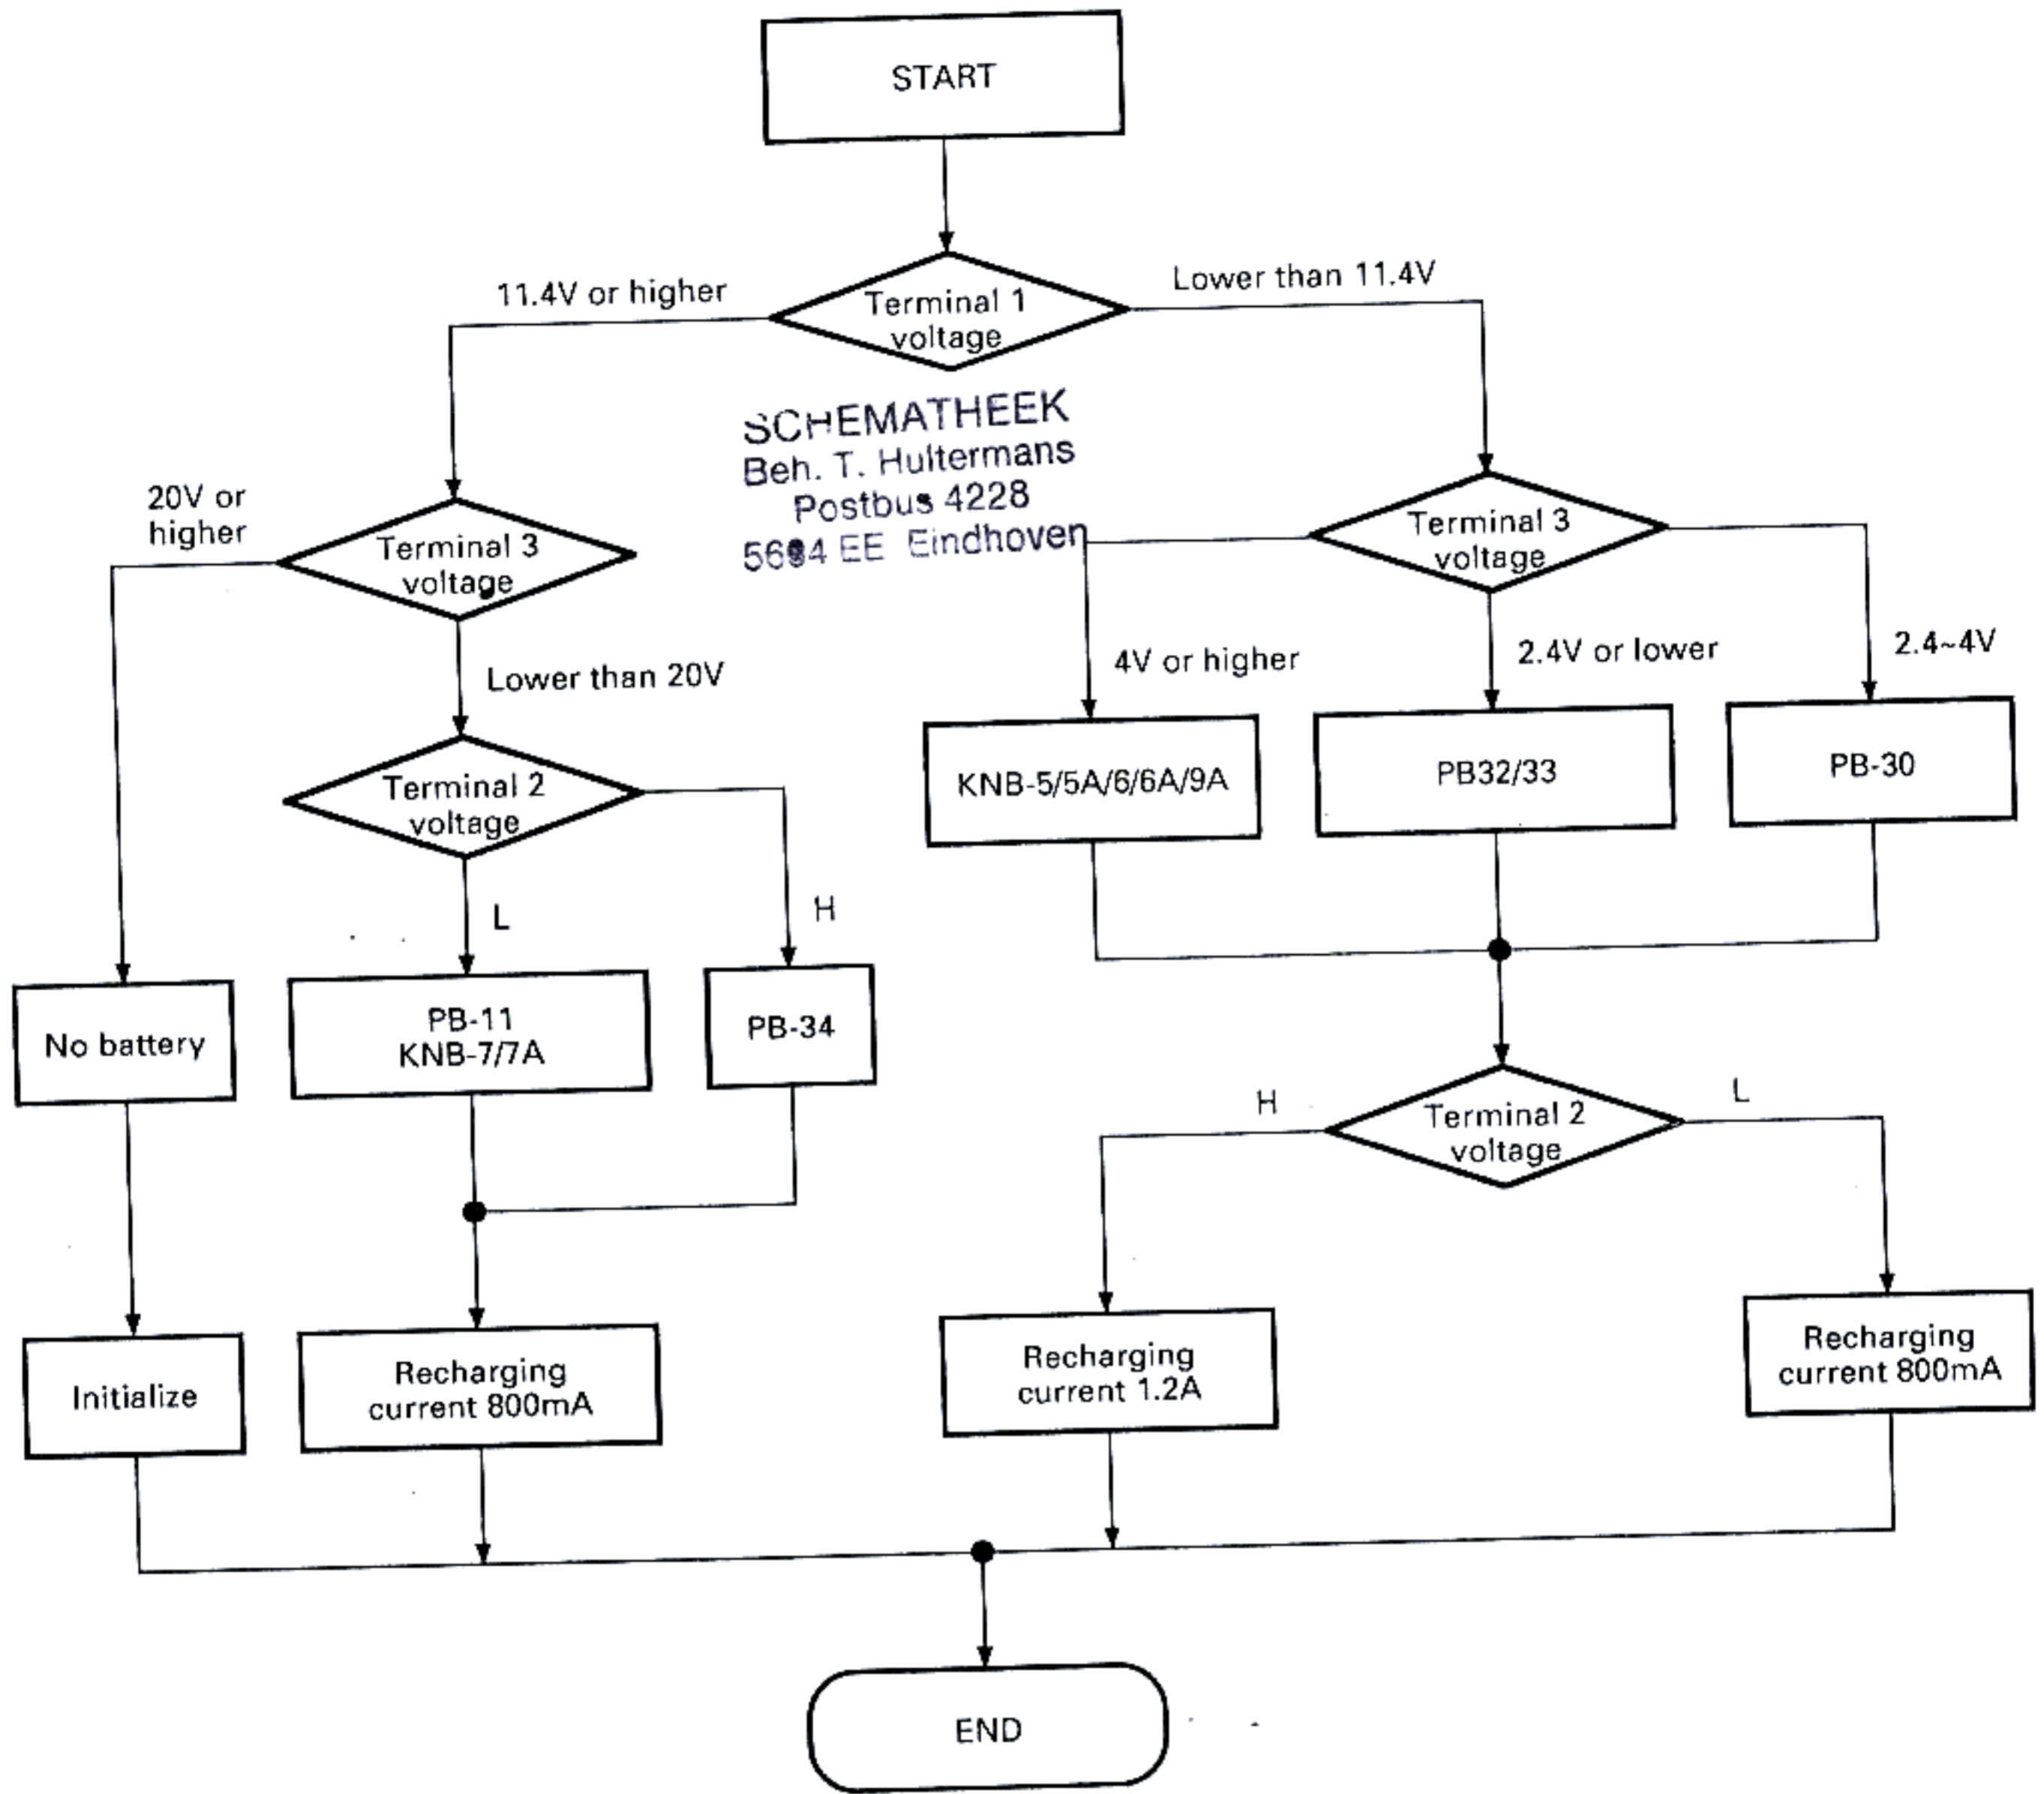 START
Terminal 1
voltage
11.4V or higher
Lower than 11.4V
SCHEMATHEEK
Beh. T. Hultermans
Postbus 4228
EE Eindhoven
20V or
higher
Terminal 3
voltage
Lower than 20V
Terminal 3
voltage
4V or higher
2.4V or lower
2.4~4V
Terminal 2
voltage
L
H
KNB-5/5A/6/6A/9A
PB32/33
PB-30
No battery
PB-11
KNB-7/7A
PB-34
H
Terminal 2
voltage
L
Initialize
Recharging
current 800mA
Recharging
current 1.2A
Recharging
current 800mA
END